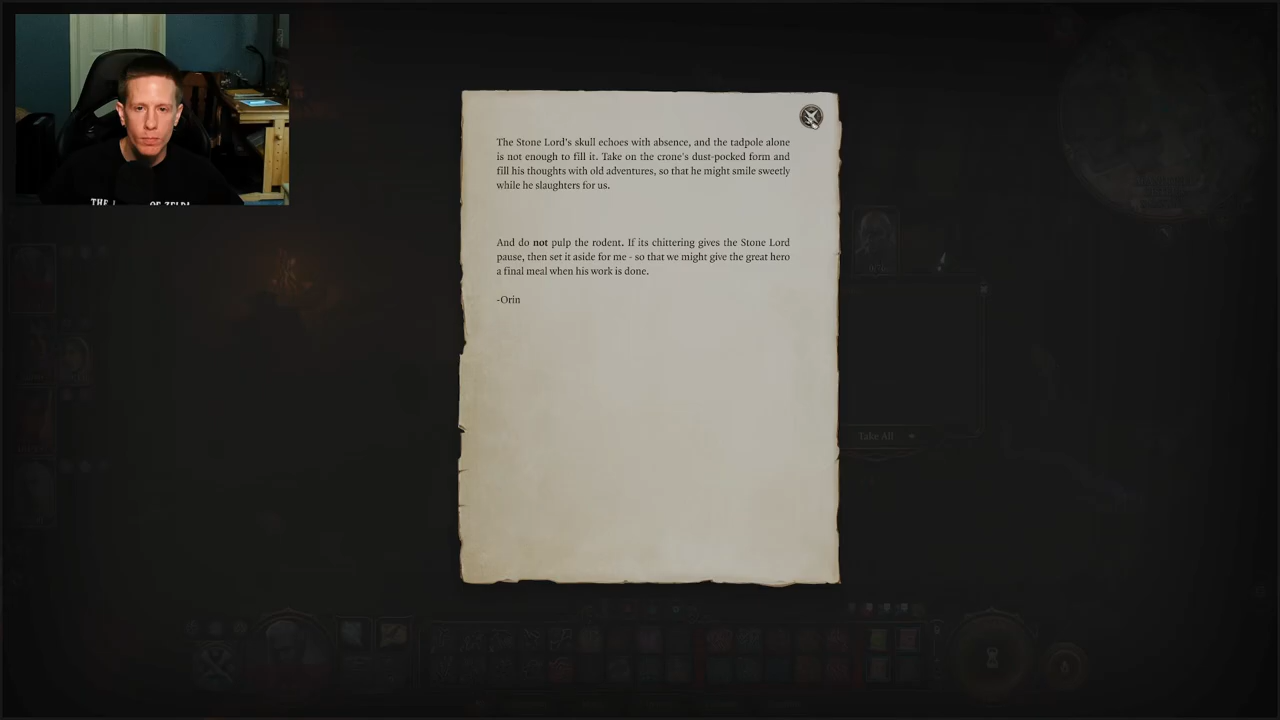 The Stone Lord's skull echoes with absence, and the tadpole alone
is not enough to fill it. Take on the crone's dust-pocked form and
fill his thoughts with old adventures, so that he might smile sweetly
while he slaughters for us.
And do not pulp the rodent. If its chittering gives the Stone Lord
pause, then set it aside for me - so that we might give the great hero
a final meal when his work is done.
-Orin
Take All
THE
OF ZELDA